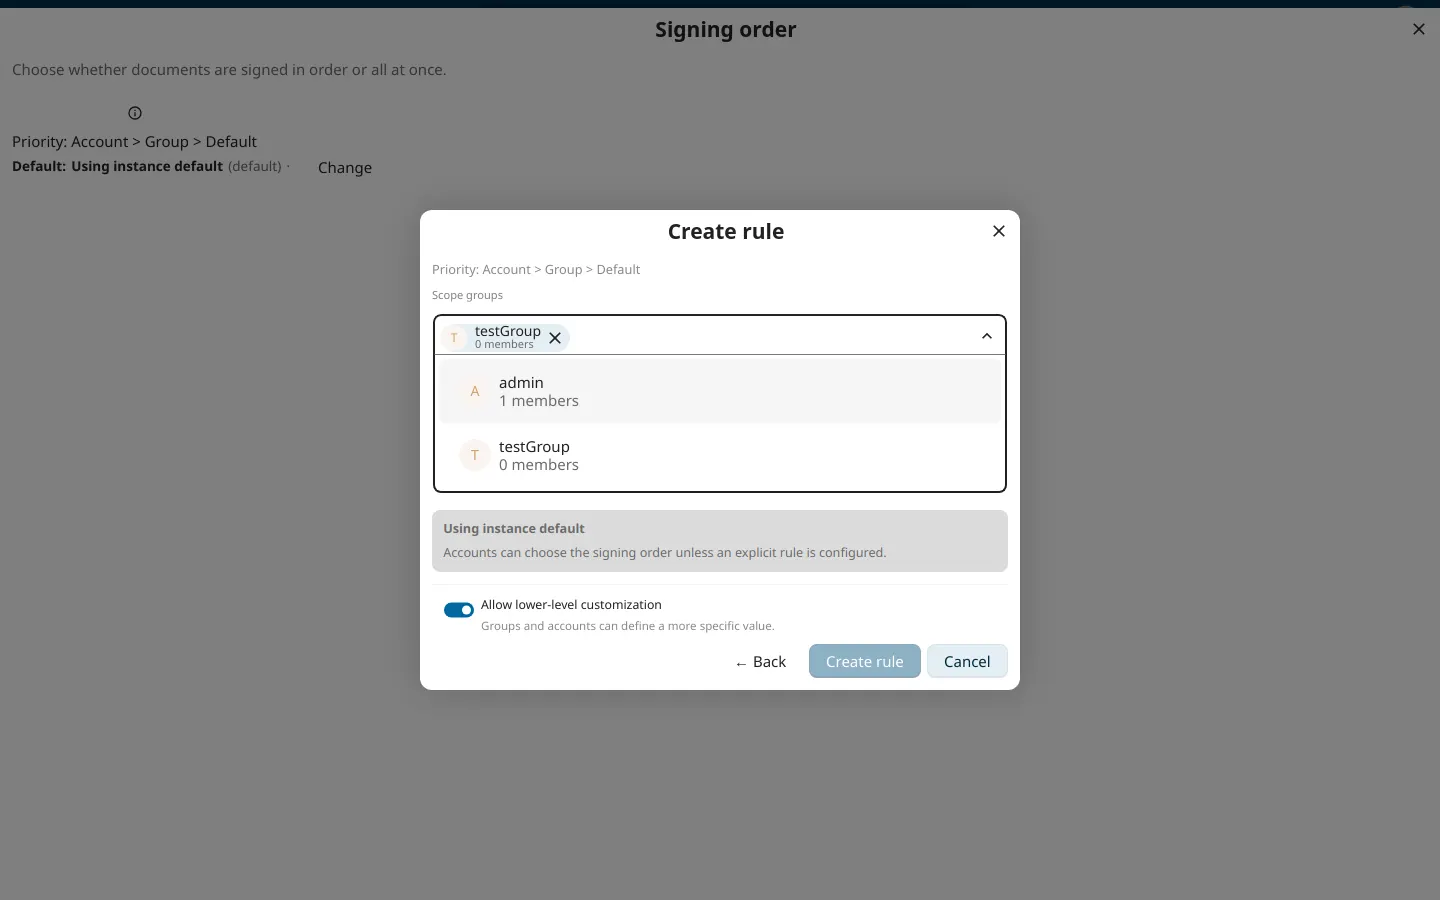 Signing order
Choose whether documents are signed in order or all at once.
Priority: Account > Group > Default
Default: Using instance default (default) ·
Change
Create rule
Priority: Account > Group > Default
Scope groups
T
testGroup
0 members
A
admin
1 members
T
testGroup
0 members
Using instance default
Accounts can choose the signing order unless an explicit rule is configured.
Allow lower-level customization
Groups and accounts can define a more specific value.
← Back
Create rule
Cancel